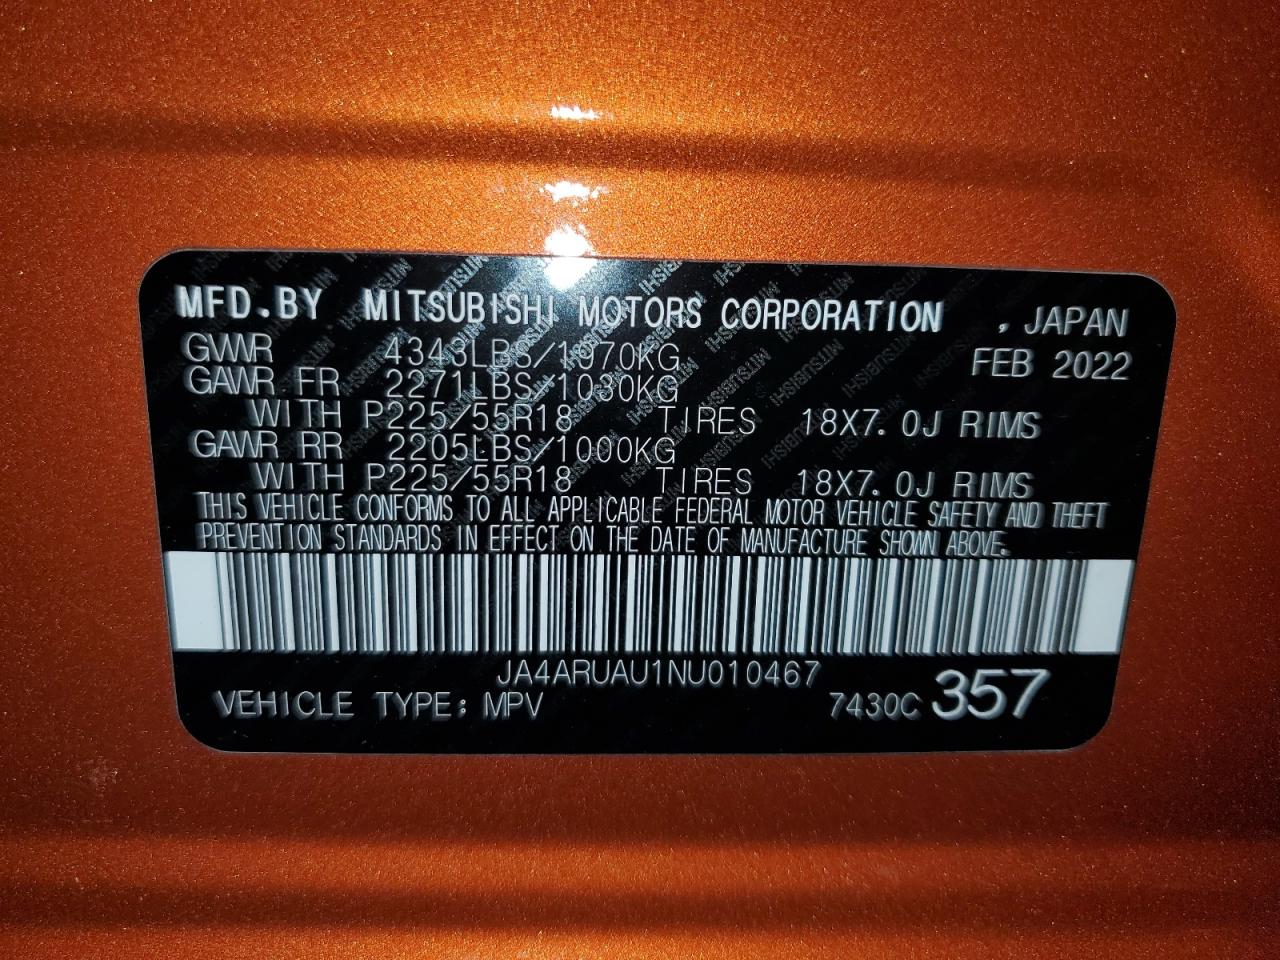 MFD.BY MITSUBISHI MOTORS CORPORATION , JAPAN
GVWR 4343LBS/1970KG FEB 2022
GAWR FR 2271LBS/1030KG
WITH P225/55R18 TIRES 18X7.0J RIMS
GAWR RR 2205LBS/1000KG
WITH P225/55R18 TIRES 18X7.0J RIMS
THIS VEHICLE CONFORMS TO ALL APPLICABLE FEDERAL MOTOR VEHICLE SAFETY AND THEFT
PREVENTION STANDARDS IN EFFECT ON THE DATE OF MANUFACTURE SHOWN ABOVE.
JA4ARUAU1NU010467
VEHICLE TYPE: MPV 7430C 357